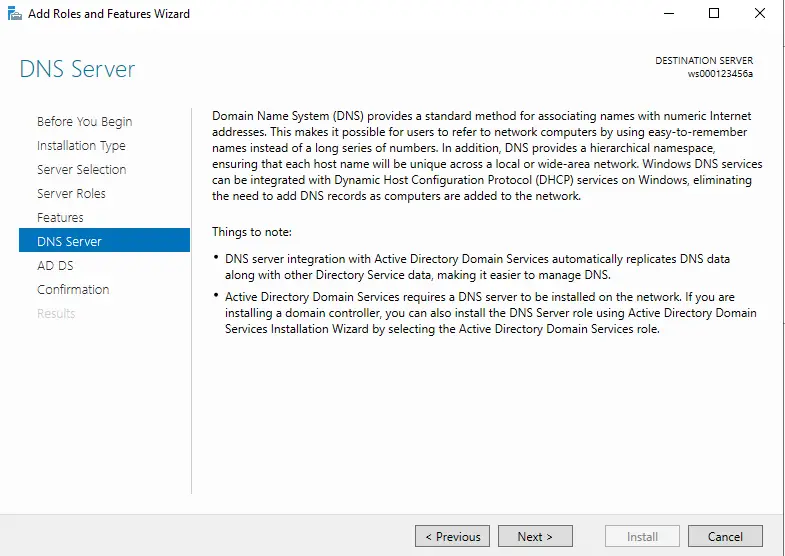 Add Roles and Features Wizard
DNS Server
DESTINATION SERVER
ws000123456a
Before You Begin
Installation Type
Server Selection
Server Roles
Features
DNS Server
AD DS
Confirmation
Results
Domain Name System (DNS) provides a standard method for associating names with numeric Internet
addresses. This makes it possible for users to refer to network computers by using easy-to-remember
names instead of a long series of numbers. In addition, DNS provides a hierarchical namespace,
ensuring that each host name will be unique across a local or wide-area network. Windows DNS services
can be integrated with Dynamic Host Configuration Protocol (DHCP) services on Windows, eliminating
the need to add DNS records as computers are added to the network.
Things to note:
• DNS server integration with Active Directory Domain Services automatically replicates DNS data
along with other Directory Service data, making it easier to manage DNS.
• Active Directory Domain Services requires a DNS server to be installed on the network. If you are
installing a domain controller, you can also install the DNS Server role using Active Directory Domain
Services Installation Wizard by selecting the Active Directory Domain Services role.
< Previous
Next >
Install
Cancel